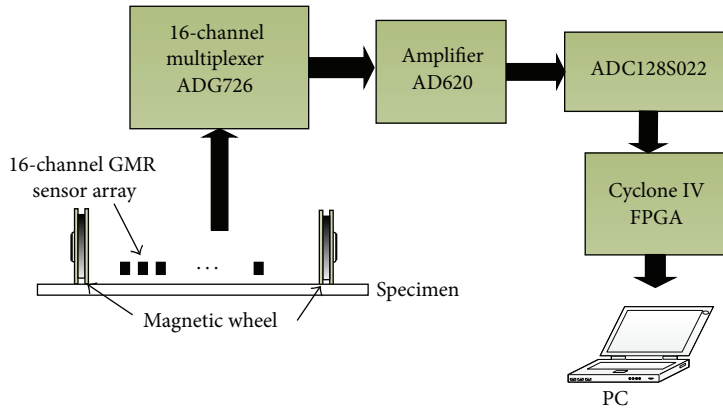 16-channel
multiplexer
ADG726
Amplifier
AD620
ADC128S022
16-channel GMR
sensor array
Cyclone IV
FPGA
...
Specimen
Magnetic wheel
PC